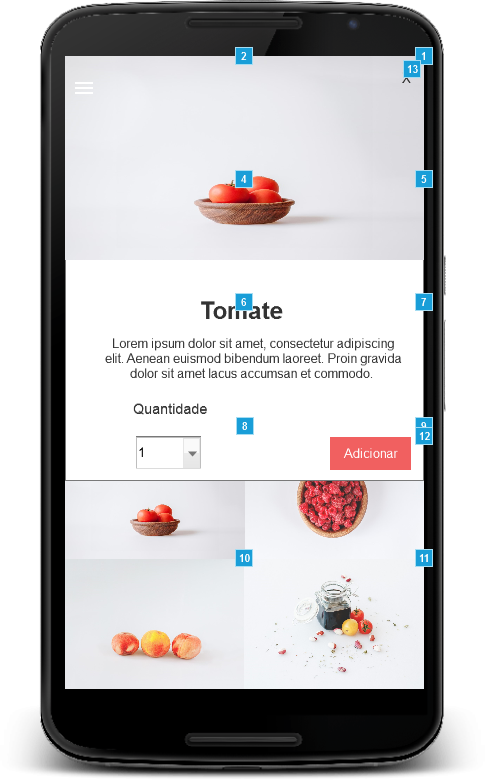 2
1
13
X
4
5
6
7
Tomate
Lorem ipsum dolor sit amet, consectetur adipiscing
elit. Aenean euismod bibendum laoreet. Proin gravida
dolor sit amet lacus accumsan et commodo.
Quantidade
8
9
12
1
Adicionar
10
11